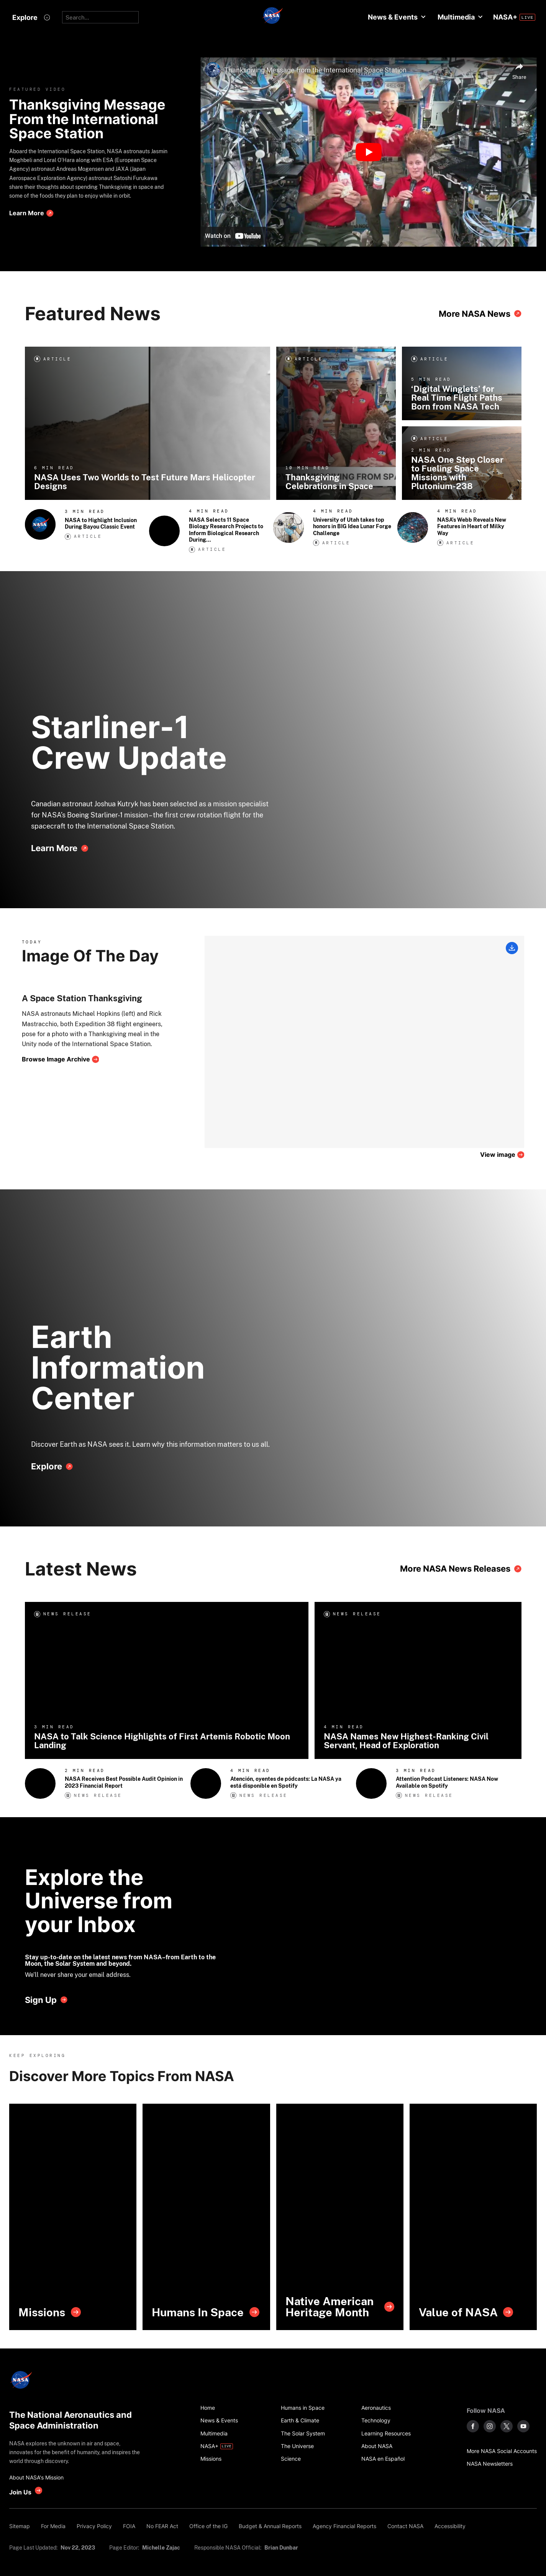 Explore
Search...
News & Events
Multimedia
NASA+ LIVE
FEATURED VIDEO
Thanksgiving Message
From the International
Space Station
Aboard the International Space Station, NASA astronauts Jasmin
Moghbeli and Loral O'Hara along with ESA (European Space
Agency) astronaut Andreas Mogensen and JAXA (Japan
Aerospace Exploration Agency) astronaut Satoshi Furukawa
share their thoughts about spending Thanksgiving in space and
some of the foods they plan to enjoy while in orbit.
Learn More
Thanksgiving Message from the International Space Station
Share
Watch on YouTube
Featured News
More NASA News
ARTICLE
6 MIN READ
NASA Uses Two Worlds to Test Future Mars Helicopter
Designs
ARTICLE
10 MIN READ
Thanksgiving
Celebrations in Space
ARTICLE
5 MIN READ
'Digital Winglets' for
Real Time Flight Paths
Born from NASA Tech
ARTICLE
2 MIN READ
NASA One Step Closer
to Fueling Space
Missions with
Plutonium-238
3 MIN READ
NASA to Highlight Inclusion
During Bayou Classic Event
ARTICLE
4 MIN READ
NASA Selects 11 Space
Biology Research Projects to
Inform Biological Research
During...
ARTICLE
4 MIN READ
University of Utah takes top
honors in BIG Idea Lunar Forge
Challenge
ARTICLE
4 MIN READ
NASA's Webb Reveals New
Features in Heart of Milky
Way
ARTICLE
Starliner-1
Crew Update
Canadian astronaut Joshua Kutryk has been selected as a mission specialist
for NASA's Boeing Starliner-1 mission–the first crew rotation flight for the
spacecraft to the International Space Station.
Learn More
TODAY
Image Of The Day
A Space Station Thanksgiving
NASA astronauts Michael Hopkins (left) and Rick
Mastracchio, both Expedition 38 flight engineers,
pose for a photo with a Thanksgiving meal in the
Unity node of the International Space Station.
Browse Image Archive
View image
Earth
Information
Center
Discover Earth as NASA sees it. Learn why this information matters to us all.
Explore
Latest News
More NASA News Releases
NEWS RELEASE
3 MIN READ
NASA to Talk Science Highlights of First Artemis Robotic Moon
Landing
NEWS RELEASE
4 MIN READ
NASA Names New Highest-Ranking Civil
Servant, Head of Exploration
2 MIN READ
NASA Receives Best Possible Audit Opinion in
2023 Financial Report
NEWS RELEASE
4 MIN READ
Atención, oyentes de pódcasts: La NASA ya
está disponible en Spotify
NEWS RELEASE
3 MIN READ
Attention Podcast Listeners: NASA Now
Available on Spotify
NEWS RELEASE
Explore the
Universe from
your Inbox
Stay up-to-date on the latest news from NASA–from Earth to the
Moon, the Solar System and beyond.
We'll never share your email address.
Sign Up
KEEP EXPLORING
Discover More Topics From NASA
Missions
Humans In Space
Native American
Heritage Month
Value of NASA
The National Aeronautics and
Space Administration
NASA explores the unknown in air and space,
innovates for the benefit of humanity, and inspires the
world through discovery.
About NASA's Mission
Join Us
Home
News & Events
Multimedia
NASA+ LIVE
Missions
Humans in Space
Earth & Climate
The Solar System
The Universe
Science
Aeronautics
Technology
Learning Resources
About NASA
NASA en Español
Follow NASA
More NASA Social Accounts
NASA Newsletters
Sitemap
For Media
Privacy Policy
FOIA
No FEAR Act
Office of the IG
Budget & Annual Reports
Agency Financial Reports
Contact NASA
Accessibility
Page Last Updated: Nov 22, 2023
Page Editor: Michelle Zajac
Responsible NASA Official: Brian Dunbar